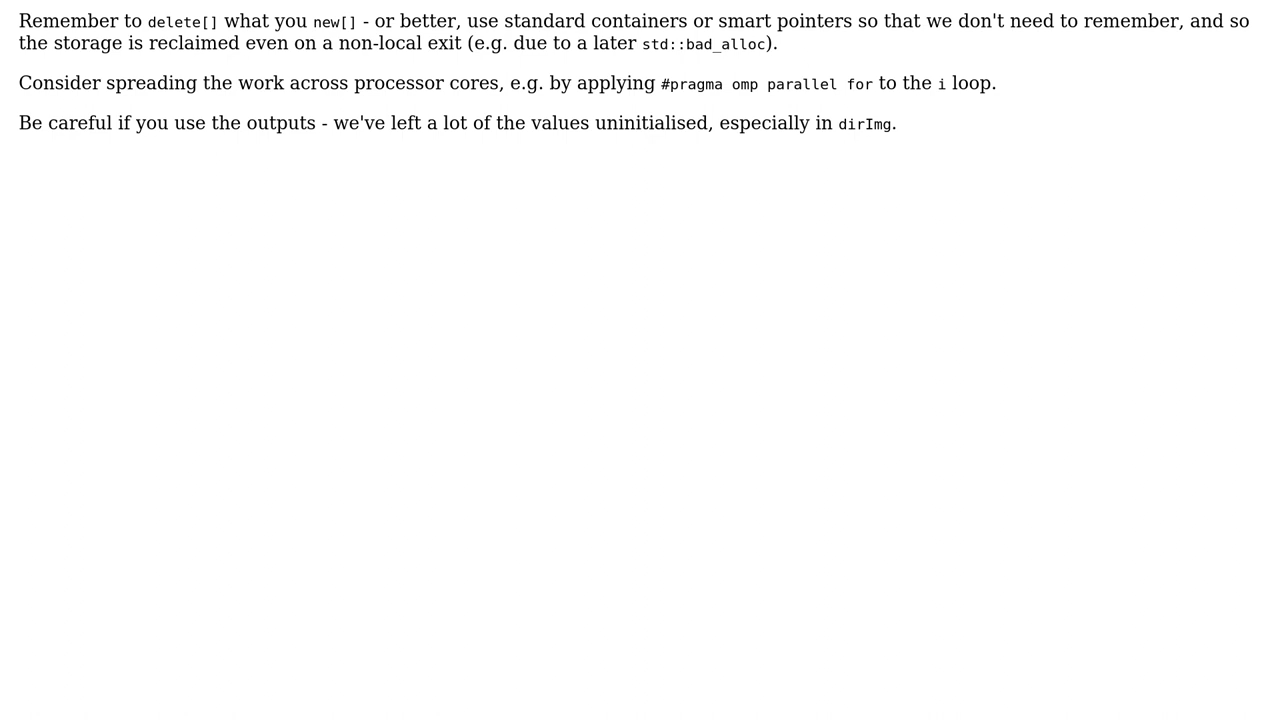 Remember to delete[] what you new[] - or better, use standard containers or smart pointers so that we don't need to remember, and so
the storage is reclaimed even on a non-local exit (e.g. due to a later std::bad_alloc).
Consider spreading the work across processor cores, e.g. by applying #pragma omp parallel for to the i loop.
Be careful if you use the outputs - we've left a lot of the values uninitialised, especially in dirImg.